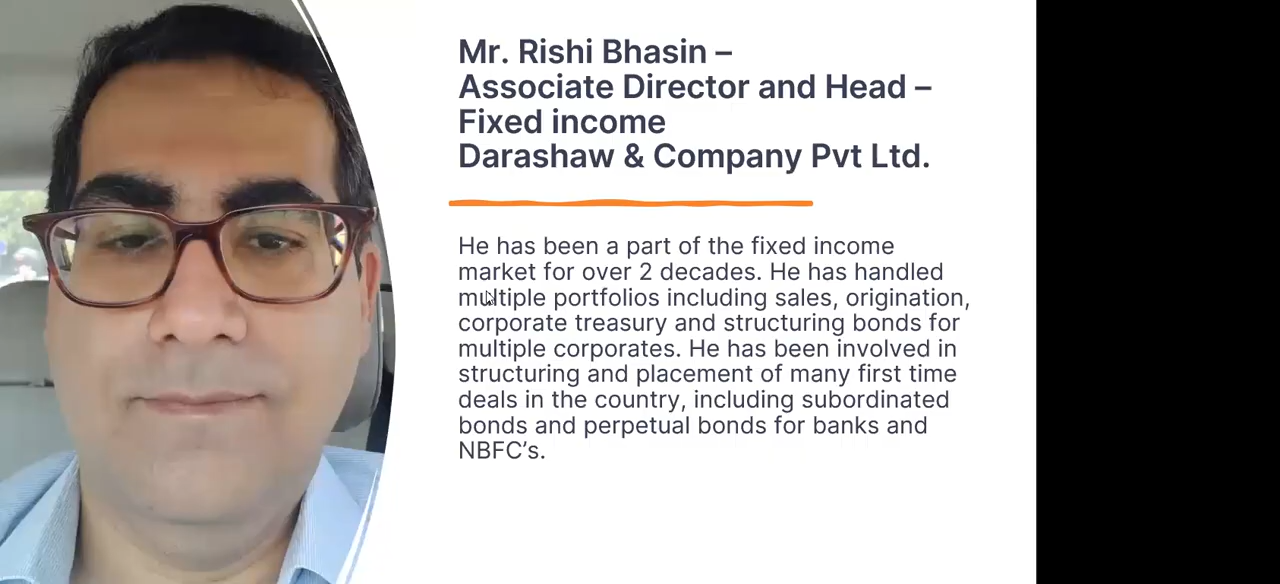 Mr. Rishi Bhasin –
Associate Director and Head –
Fixed income
Darashaw & Company Pvt Ltd.
He has been a part of the fixed income
market for over 2 decades. He has handled
multiple portfolios including sales, origination,
corporate treasury and structuring bonds for
multiple corporates. He has been involved in
structuring and placement of many first time
deals in the country, including subordinated
bonds and perpetual bonds for banks and
NBFC’s.